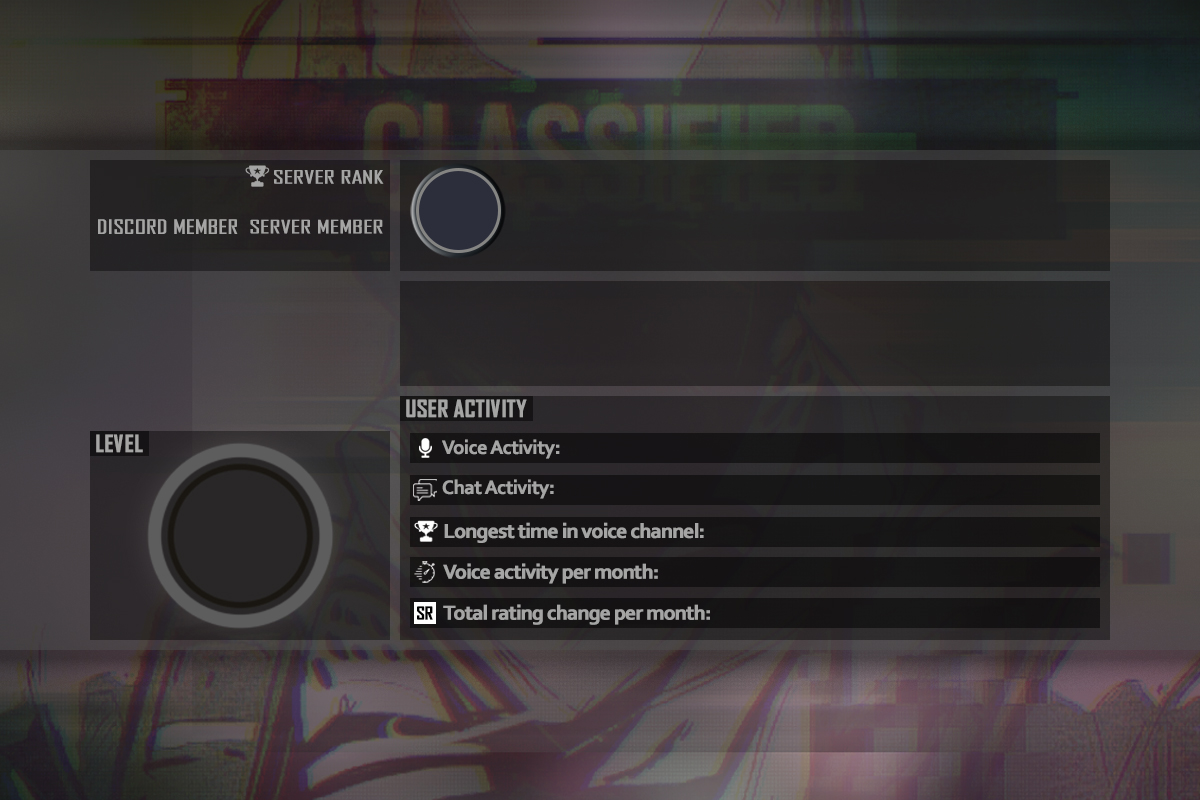 CLASSIFIED
SERVER RANK
DISCORD MEMBER SERVER MEMBER
USER ACTIVITY
LEVEL
Voice Activity:
Chat Activity:
Longest time in voice channel:
Voice activity per month:
SR Total rating change per month: